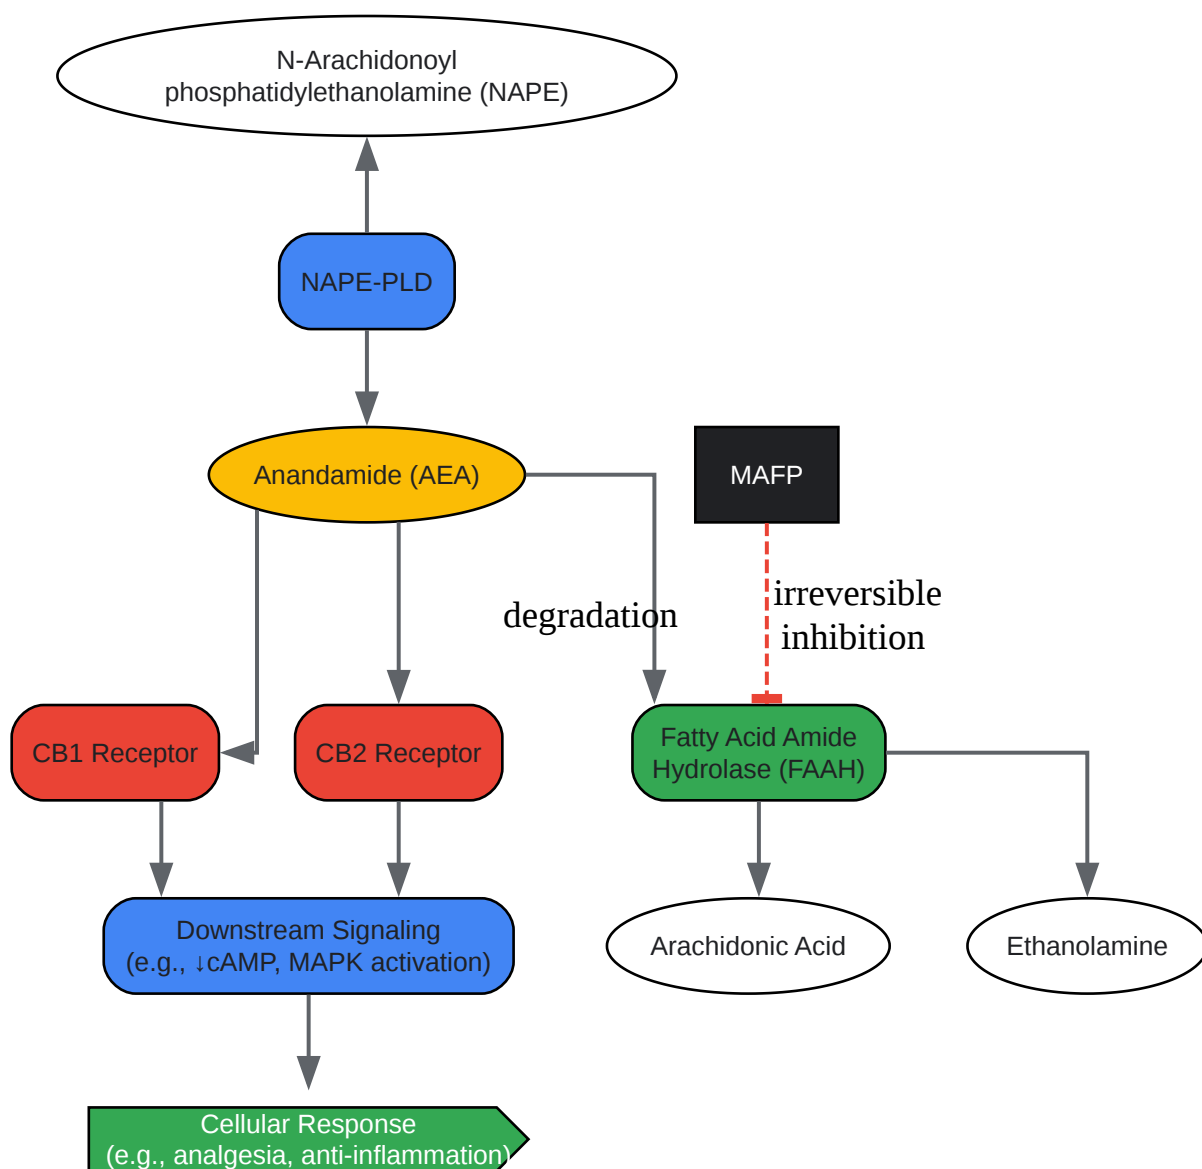 N-Arachidonoyl
phosphatidylethanolamine (NAPE)
NAPE-PLD
Anandamide (AEA)
MAFP
degradation
irreversible
inhibition
CB1 Receptor
CB2 Receptor
Fatty Acid Amide
Hydrolase (FAAH)
Downstream Signaling
(e.g., ↓cAMP, MAPK activation)
Arachidonic Acid
Ethanolamine
Cellular Response
(e.g., analgesia, anti-inflammation)